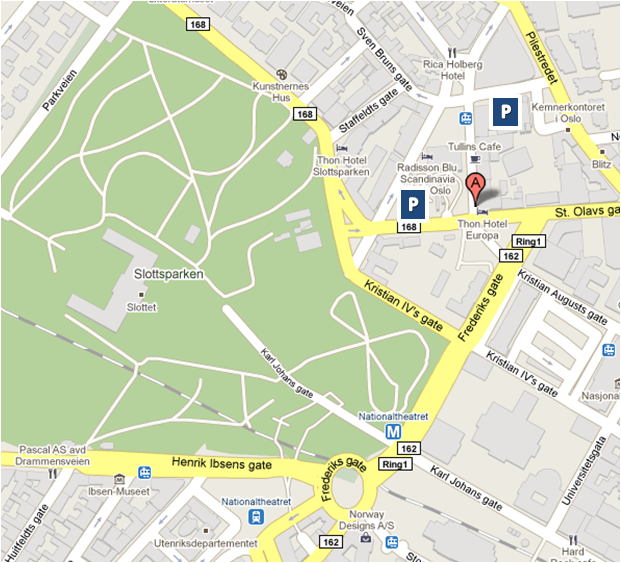 168
Sven Bruns gate
Pilestredet
Parkveien
Rica Holberg
Hotel
Kunstnernes
Hus
168
Staffeldts gate
P
Kemnerkontoret
i Oslo
Tullins Cafe
Blitz
Thon Hotel
Slottsparken
Radisson Blu
Scandinavia
Oslo
A
P
168
St. Olavs ga
Thon Hotel
Europa
Ring1
162
Slottsparken
Slottet
Kristian IV's gate
Frederiks gate
Kristian Augusts gate
Karl Johans gate
Kristian IV's gate
Nasjonal
Nationaltheatret
M
162
Ring1
Pascal AS avd
Drammensveien
Henrik Ibsens gate
Frederiks gate
Karl Johans gate
Universitetsgata
Ibsen-Museet
Nationaltheatret
Huitfeldts gate
Norway
Designs A/S
Utenriksdepartementet
162
Hard